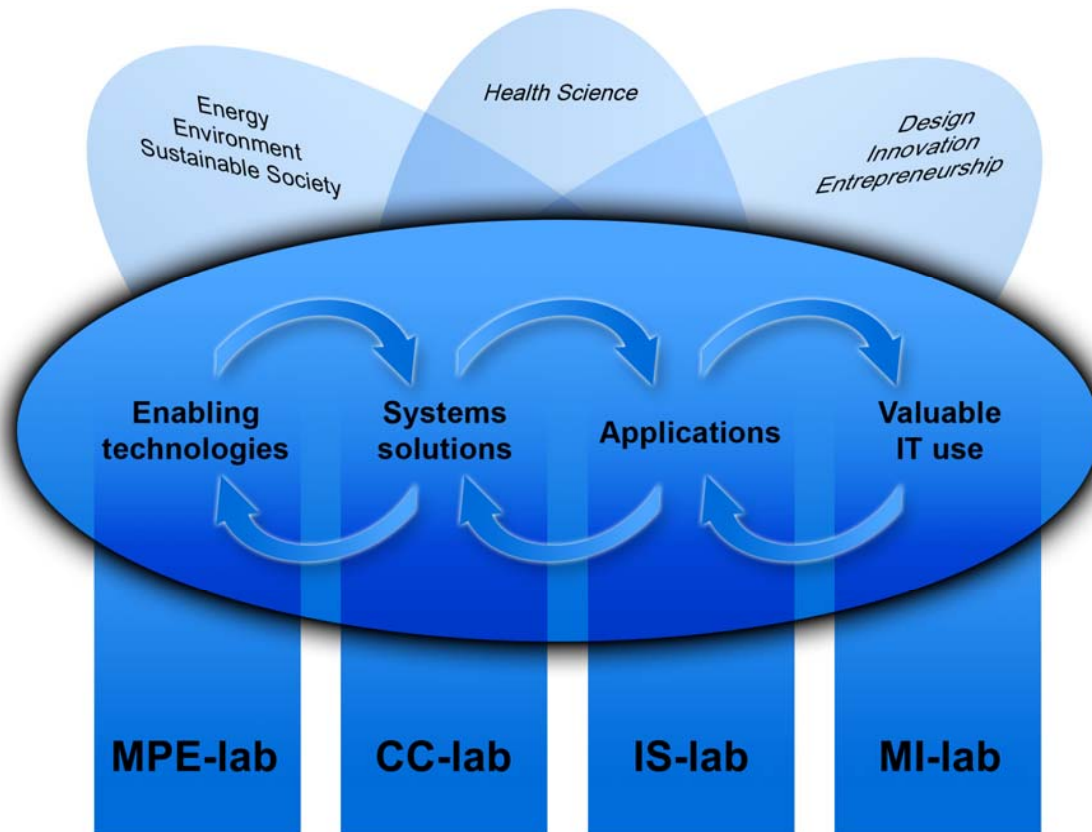 Energy
Environment
Sustainable Society
Health Science
Design
Innovation
Entrepreneurship
Enabling
technologies
Systems
solutions
Applications
Valuable
IT use
MPE-lab
CC-lab
IS-lab
MI-lab